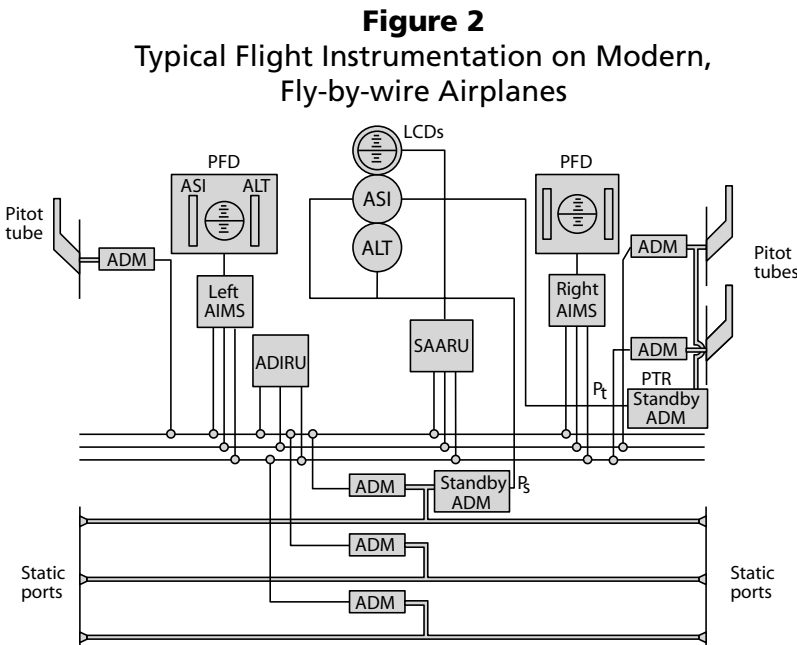 Figure 2
Typical Flight Instrumentation on Modern,
Fly-by-wire Airplanes
LCDs
PFD
PFD
ASI
ALT
ASI
ALT
Pitot
tube
ADM
Left
AIMS
ADIRU
SAARU
Right
AIMS
ADM
Pitot
tubes
ADM
PTR
Pt
Standby
ADM
ADM
Standby
ADM
Ps
ADM
Static
ports
ADM
Static
ports